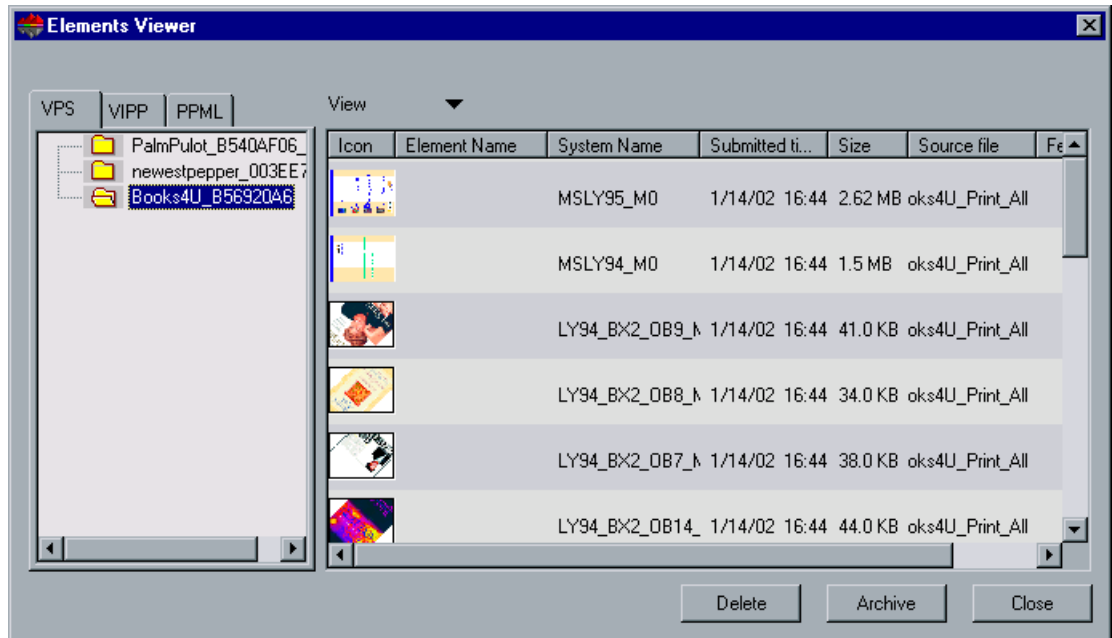 Elements Viewer
VPS VIPP PPML
View
PalmPulot_B540AF06_
newestpepper_003EE7
Books4U_B56920A6
Icon Element Name System Name Submitted ti... Size Source file Fe
MSLY95_M0 1/14/02 16:44 2.62 MB oks4U_Print_All
MSLY94_M0 1/14/02 16:44 1.5 MB oks4U_Print_All
LY94_BX2_OB9_M 1/14/02 16:44 41.0 KB oks4U_Print_All
LY94_BX2_OB8_M 1/14/02 16:44 34.0 KB oks4U_Print_All
LY94_BX2_OB7_M 1/14/02 16:44 38.0 KB oks4U_Print_All
LY94_BX2_OB14_ 1/14/02 16:44 44.0 KB oks4U_Print_All
Delete Archive Close